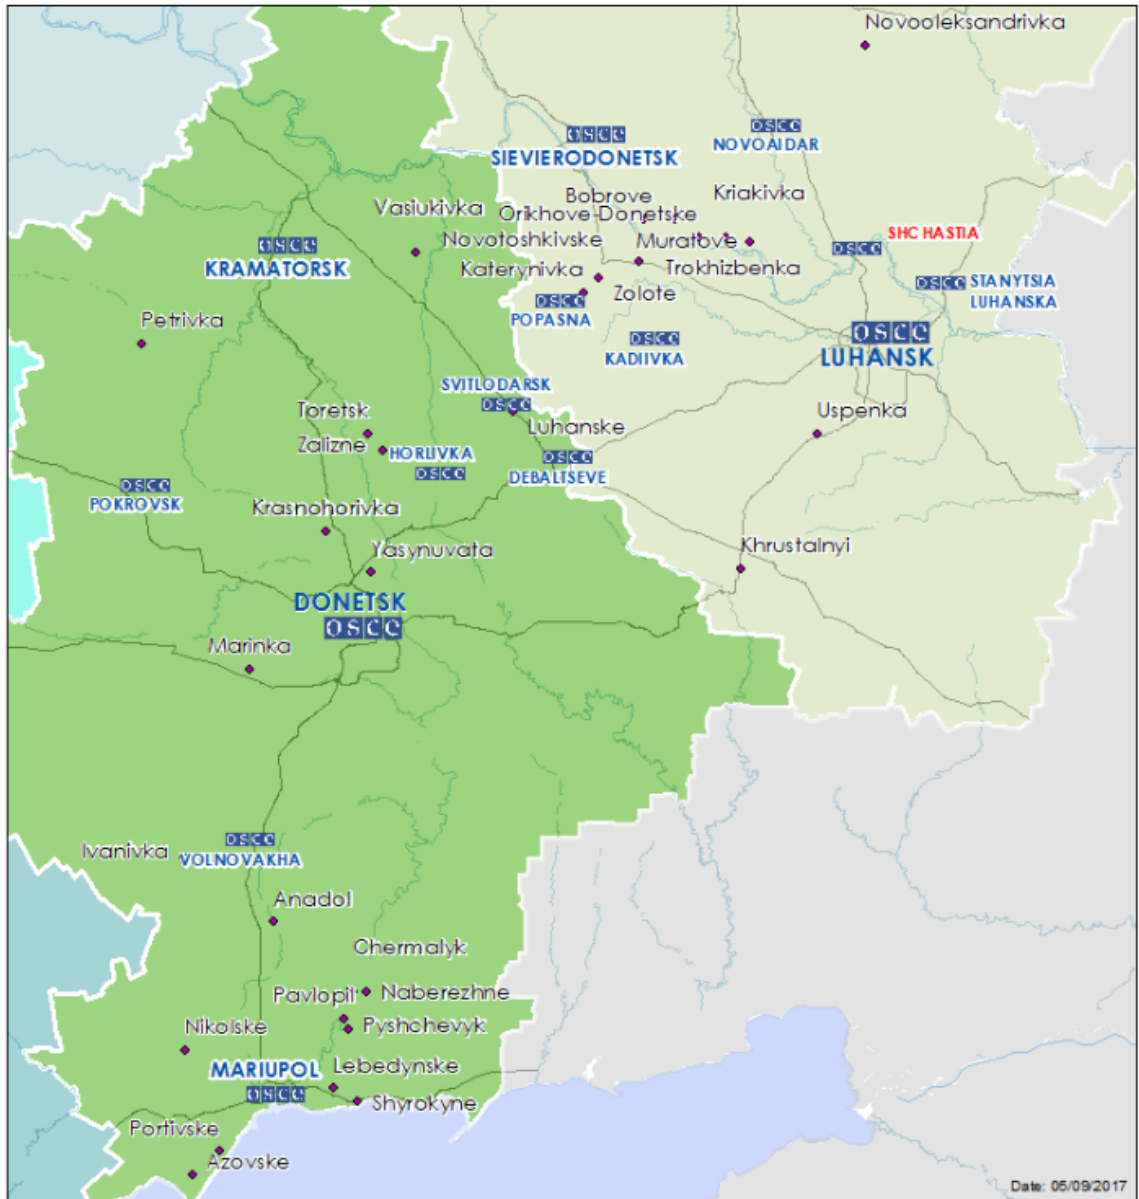 Novooleksandrivka
OSCE
NOVOAIDAR
OSCE
SIEVIERODONETSK
Bobrove
Kriakivka
Vasiukivka
Orikhove-Donetske
SHCHASTIA
OSCE
Novotoshkivske
Muratove
OSCE
KRAMATORSK
Katerynivka
Trokhizbenka
OSCE
STANYTSIA
LUHANSKA
Zolote
OSCE
POPASNA
Petrivka
OSCE
KADIIVKA
OSCE
LUHANSK
SVITLODARSK
OSCE
Toretsk
Uspenka
Luhanske
Zalizne
HORLIVKA
OSCE
OSCE
DEBALTSEVE
OSCE
POKROVSK
Krasnohorivka
Yasynuvata
Khrustalnyi
DONETSK
OSCE
Marinka
OSCE
VOLNOVAKHA
Ivanivka
Anadol
Chermalyk
Naberezhne
Pavlopil
Pyshchevyk
Nikolske
Lebedynske
MARIUPOL
OSCE
Shyrokyne
Portivske
Azovske
Date: 05/09/2017